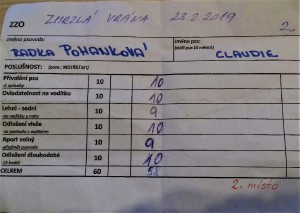 ZZO ZMRZLÁ VRÁNA 23.2.2019 2.
jméno psovoda: jméno psa:
RADKA POHANKOVÁ CLAUDIE
POSLUŠNOST:
Přivolání psa 10 10
Ovladatelnost na vodítku 10 10
Lehni - sedni 10 9
Odložení vleže 10 10
Aport volný 10 9
Odložení dlouhodobé 10 10
CELKEM 60 58
2. místo